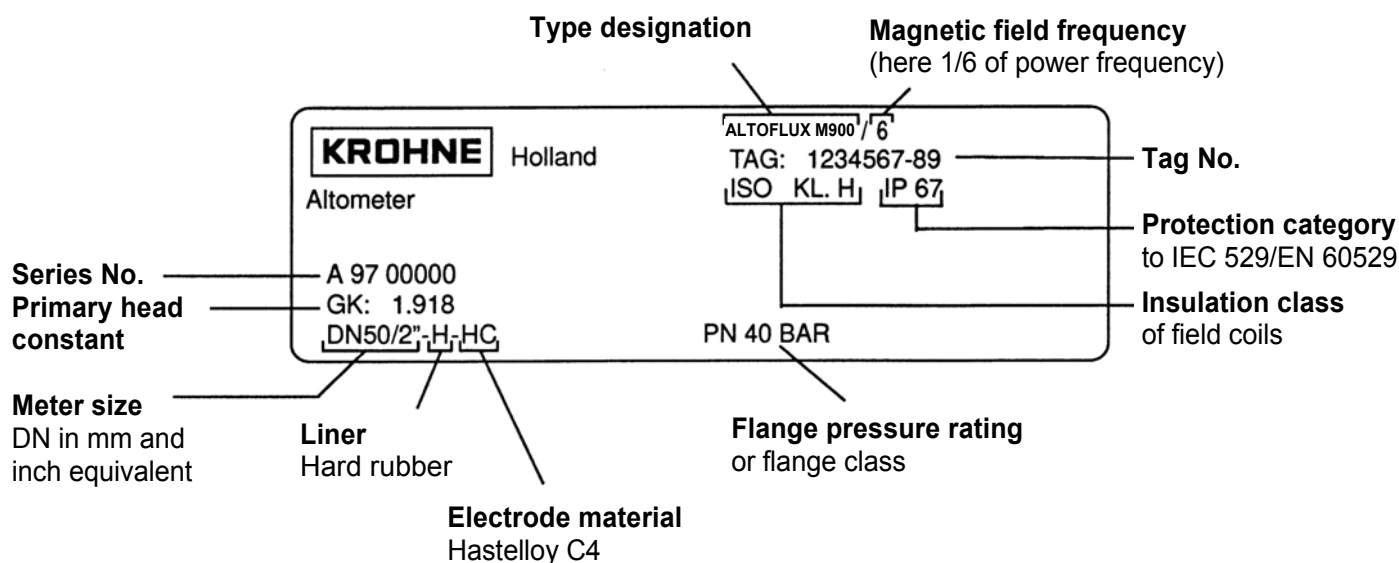 Type designation
Magnetic field frequency
(here 1/6 of power frequency)
KROHNE Holland
ALTOFLUX M900 / 6
TAG: 1234567-89
Tag No.
Altometer
ISO KL. H, IP 67
Protection category
to IEC 529/EN 60529
Series No.
A 97 00000
Primary head
constant
GK: 1.918
DN50/2"-H-HC
PN 40 BAR
Insulation class
of field coils
Meter size
DN in mm and
inch equivalent
Liner
Hard rubber
Flange pressure rating
or flange class
Electrode material
Hastelloy C4